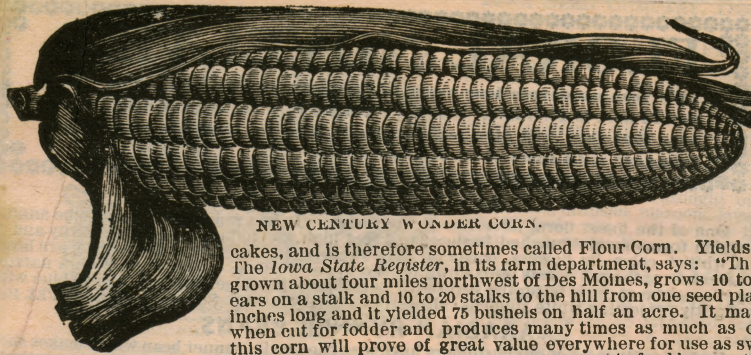 NEW CENTURY WONDER CORN.
cakes, and is therefore sometimes called Flour Corn. Yields
The Iowa State Register, in its farm department, says: "Th
grown about four miles northwest of Des Moines, grows 10 to
ears on a stalk and 10 to 20 stalks to the hill from one seed pla
inches long and it yielded 75 bushels on half an acre. It ma
when cut for fodder and produces many times as much as o
this corn will prove of great value everywhere for use as sw